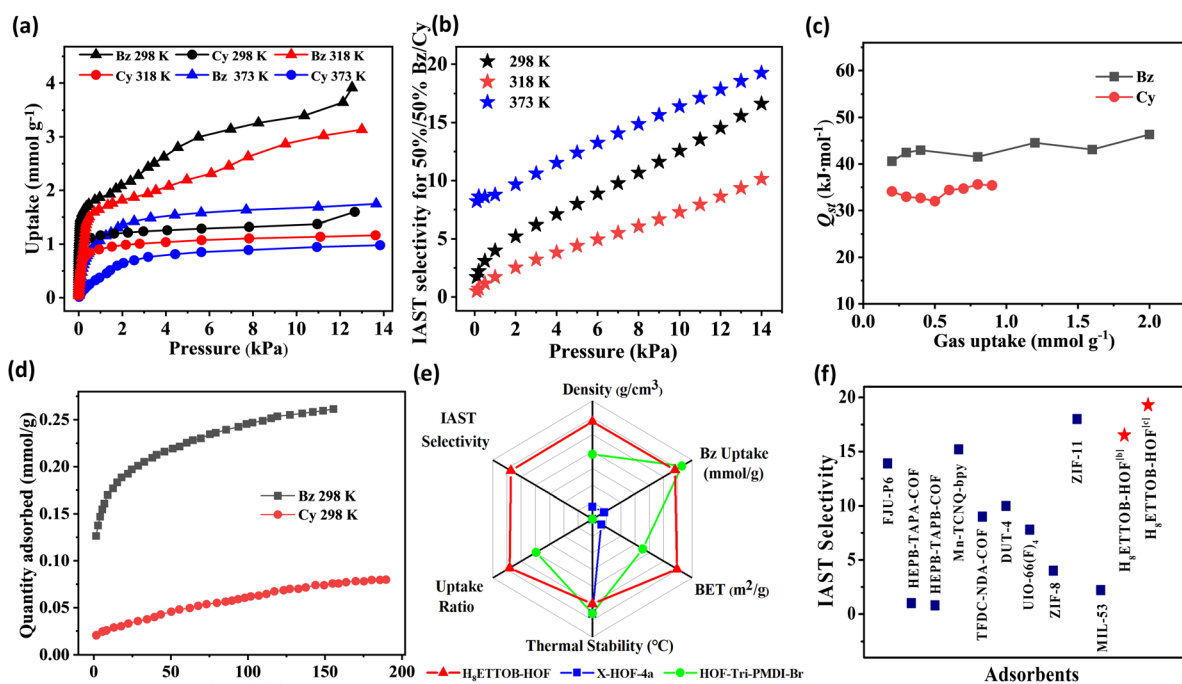 (a)
Bz 298 K
Cy 298 K
Bz 318 K
Cy 318 K
Bz 373 K
Cy 373 K
Uptake (mmol g⁻¹)
4
3
2
1
0
0 2 4 6 8 10 12 14
Pressure (kPa)
(b)
298 K
318 K
373 K
IAST selectivity for 50%/50% Bz/Cy
20
15
10
5
0
0 2 4 6 8 10 12 14
Pressure (kPa)
(c)
Bz
Cy
Qst (kJ·mol⁻¹)
60
50
40
30
20
10
0.0 0.5 1.0 1.5 2.0
Gas uptake (mmol g⁻¹)
(d)
Bz 298 K
Cy 298 K
Quantity adsorbed (mmol/g)
0.25
0.20
0.15
0.10
0.05
0.00
0 50 100 150 200
Pressure (kPa)
(e)
Density (g/cm³)
IAST
Selectivity
Bz Uptake
(mmol/g)
Uptake
Ratio
BET (m²/g)
Thermal Stability (°C)
H₈ETTOB-HOF
X-HOF-4a
HOF-Tri-PMDI-Br
(f)
IAST Selectivity
20
15
10
5
0
FJU-P6
HEPB-TAPA-COF
HEPB-TAPB-COF
Mn-TCNQ-bpy
TFDC-NDA-COF
DUT-4
UIO-66(F)₄
ZIF-8
ZIF-11
MIL-53
H₈ETTOB-HOF[b]
H₈ETTOB-HOF[c]
Adsorbents